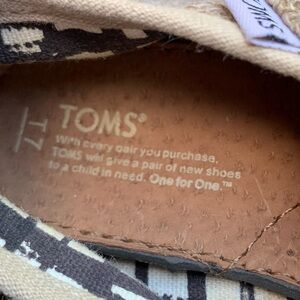 TOMS®
T7
With every pair you purchase,
TOMS will give a pair of new shoes
to a child in need. One for One.™